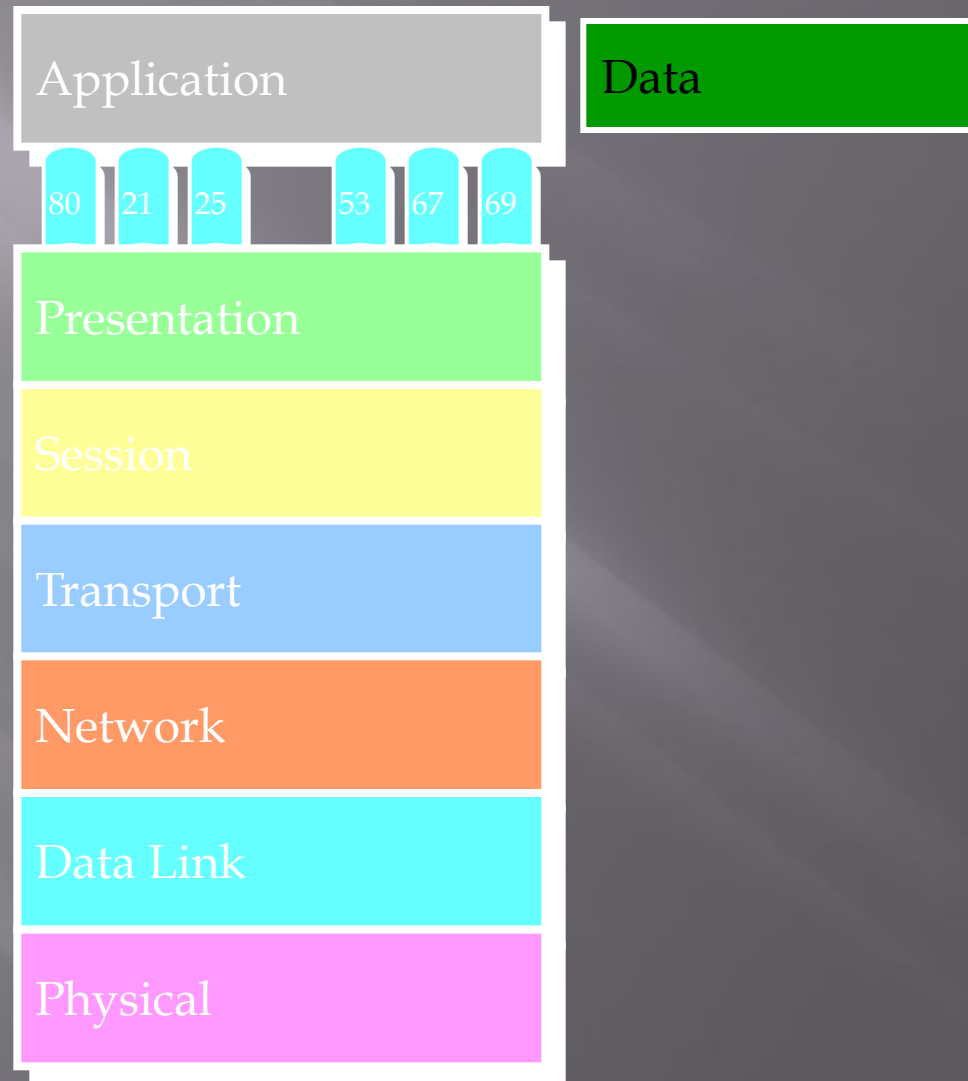 Application
Data
80 21 25 53 67 69
Presentation
Session
Transport
Network
Data Link
Physical